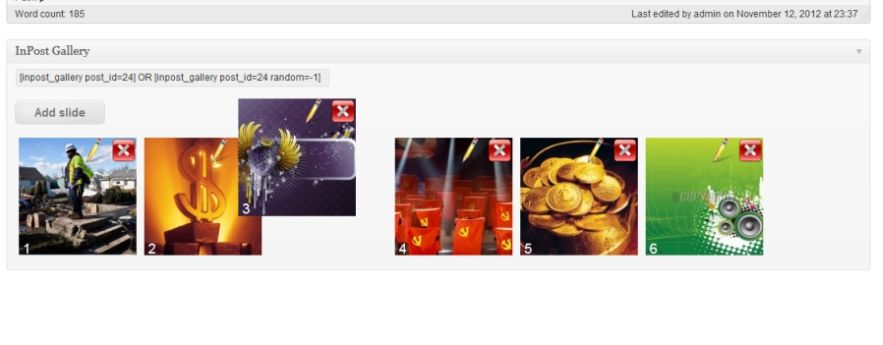 Word count: 185
Last edited by admin on November 12, 2012 at 23:37
InPost Gallery
[inpost_gallery post_id=24] OR [inpost_gallery post_id=24 random=-1]
Add slide
1
2
3
4
5
6